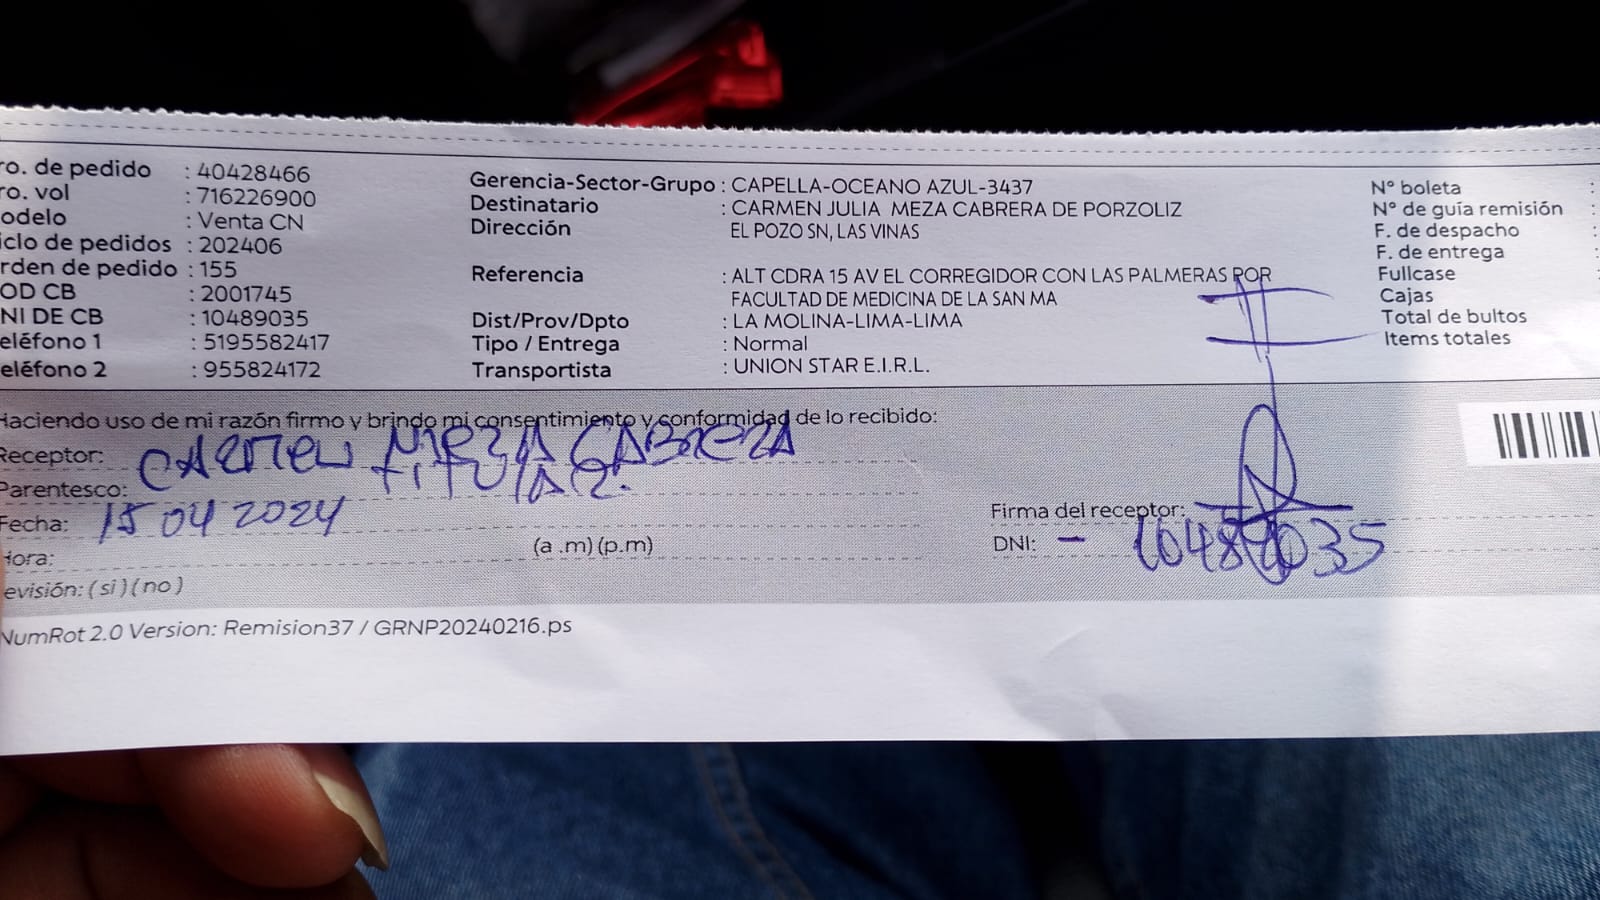 ro. de pedido : 40428466
ro. vol : 716226900
odelo : Venta CN
iclo de pedidos : 202406
rden de pedido : 155
OD CB : 2001745
NI DE CB : 10489035
eléfono 1 : 5195582417
eléfono 2 : 955824172
Gerencia-Sector-Grupo : CAPELLA-OCEANO AZUL-3437
Destinatario : CARMEN JULIA MEZA CABRERA DE PORZOLIZ
Dirección EL POZO SN, LAS VINAS
Referencia : ALT CDRA 15 AV EL CORREGIDOR CON LAS PALMERAS POR
FACULTAD DE MEDICINA DE LA SAN MA
Dist/Prov/Dpto : LA MOLINA-LIMA-LIMA
Tipo / Entrega : Normal
Transportista : UNION STAR E.I.R.L.
N° boleta :
N° de guía remisión :
F. de despacho :
F. de entrega :
Fullcase :
Cajas
Total de bultos
Items totales
Haciendo uso de mi razón firmo y brindo mi consentimiento y conformidad de lo recibido:
Receptor: CARMEN MEZA CABRERA
Parentesco: TITULAR.
Fecha: 15 04 2024
Hora: (a .m) (p.m)
evisión: ( si ) ( no )
Firma del receptor:
DNI: - 10489035
NumRot 2.0 Version: Remision37 / GRNP20240216.ps